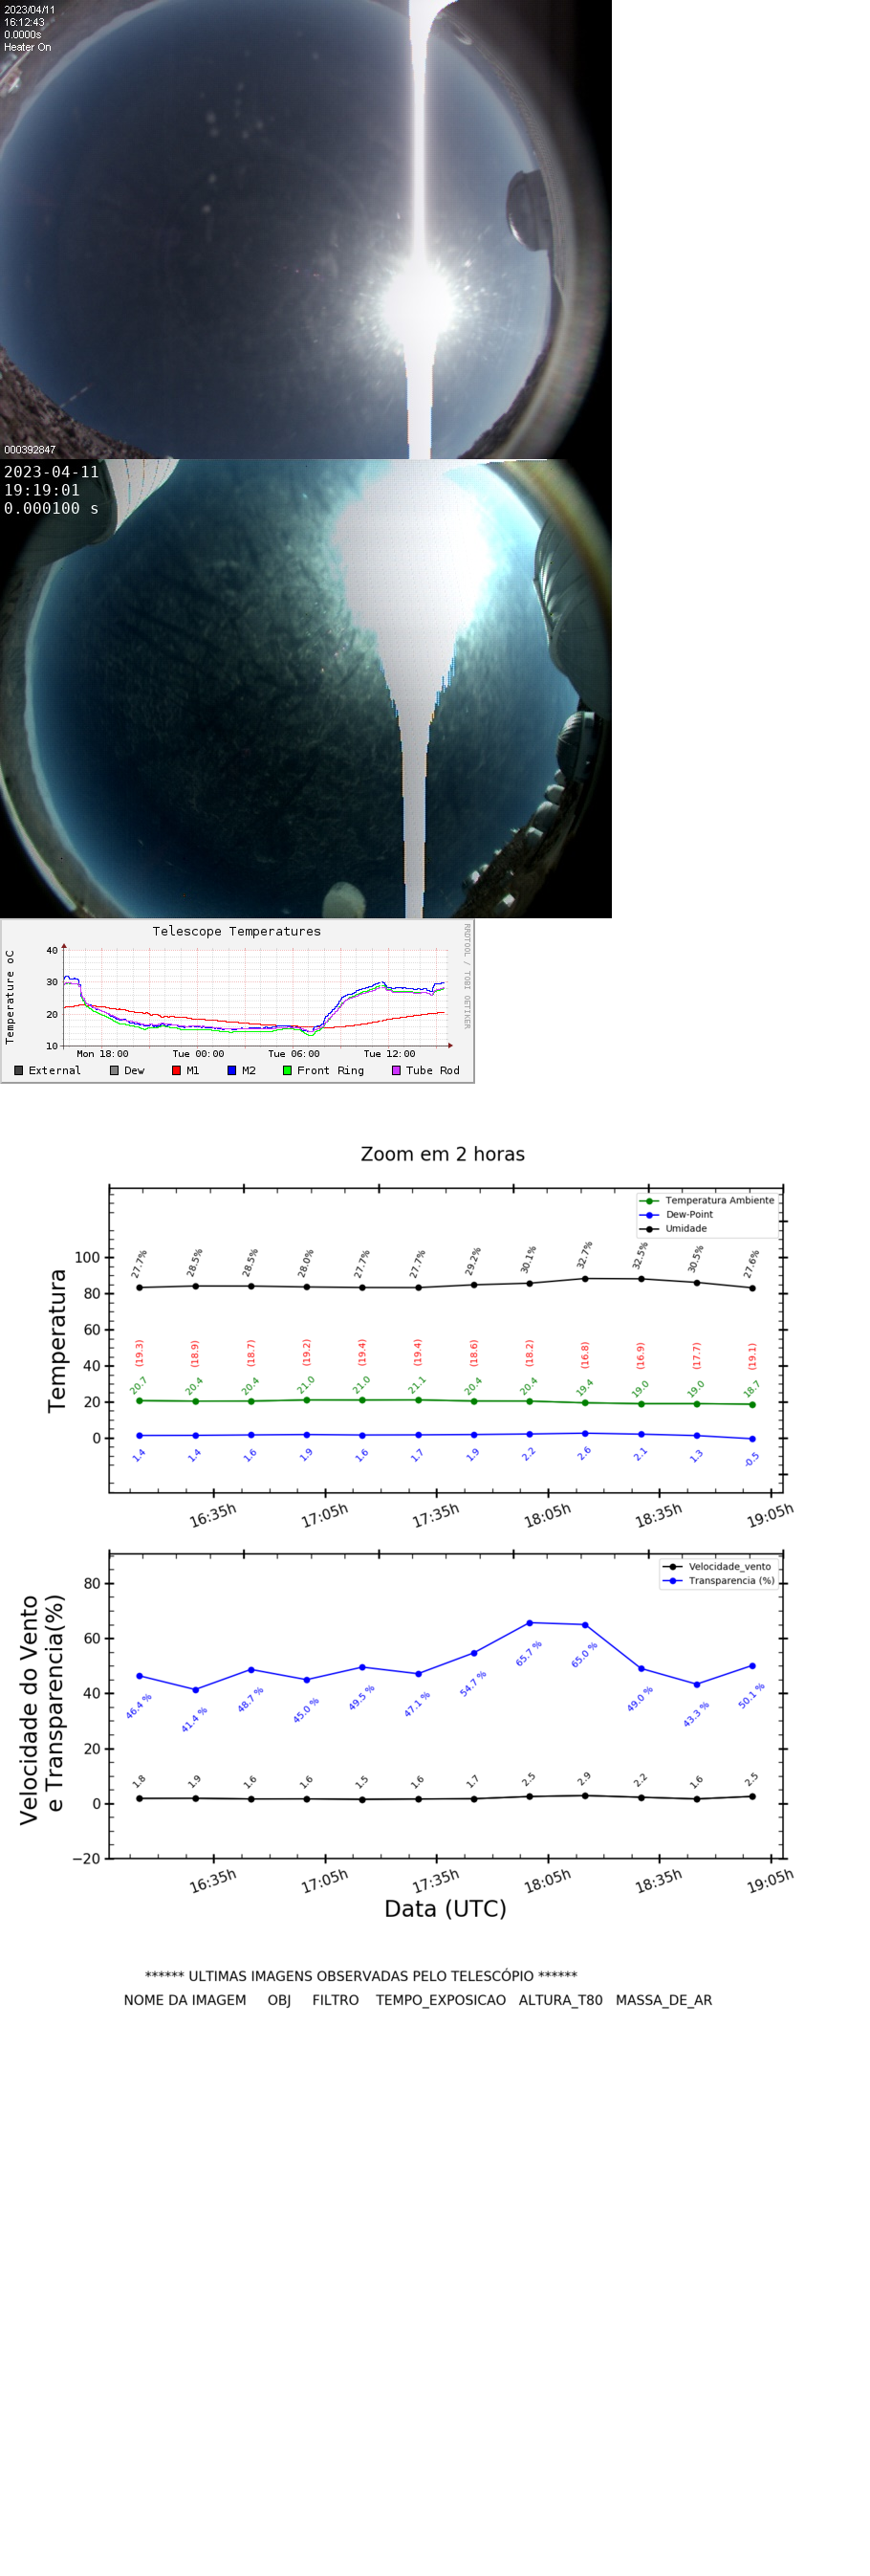 2023/04/11
16:12:43
0.0000s
Heater On
000392847
2023-04-11
19:19:01
0.000100 s
Telescope Temperatures
RRDTOOL / TOBI OETIKER
Temperature oC
40
30
20
10
Mon 18:00 Tue 00:00 Tue 06:00 Tue 12:00
External Dew M1 M2 Front Ring Tube Rod
Zoom em 2 horas
Temperatura Ambiente
Dew-Point
Umidade
Temperatura
100
80
60
40
20
0
27.7% 28.5% 28.5% 28.0% 27.7% 27.7% 29.2% 30.1% 32.7% 32.5% 30.5% 27.6%
(19.3) (18.9) (18.7) (19.2) (19.4) (19.4) (18.6) (18.2) (16.8) (16.9) (17.7) (19.1)
20.7 20.4 20.4 21.0 21.0 21.1 20.4 20.4 19.4 19.0 19.0 18.7
1.4 1.4 1.6 1.9 1.6 1.7 1.9 2.2 2.6 2.1 1.3 -0.5
16:35h 17:05h 17:35h 18:05h 18:35h 19:05h
Velocidade_vento
Transparencia (%)
Velocidade do Vento
e Transparencia(%)
80
60
40
20
0
−20
46.4 % 41.4 % 48.7 % 45.0 % 49.5 % 47.1 % 54.7 % 65.7 % 65.0 % 49.0 % 43.3 % 50.1 %
1.8 1.9 1.6 1.6 1.5 1.6 1.7 2.5 2.9 2.2 1.6 2.5
16:35h 17:05h 17:35h 18:05h 18:35h 19:05h
Data (UTC)
****** ULTIMAS IMAGENS OBSERVADAS PELO TELESCÓPIO ******
NOME DA IMAGEM OBJ FILTRO TEMPO_EXPOSICAO ALTURA_T80 MASSA_DE_AR